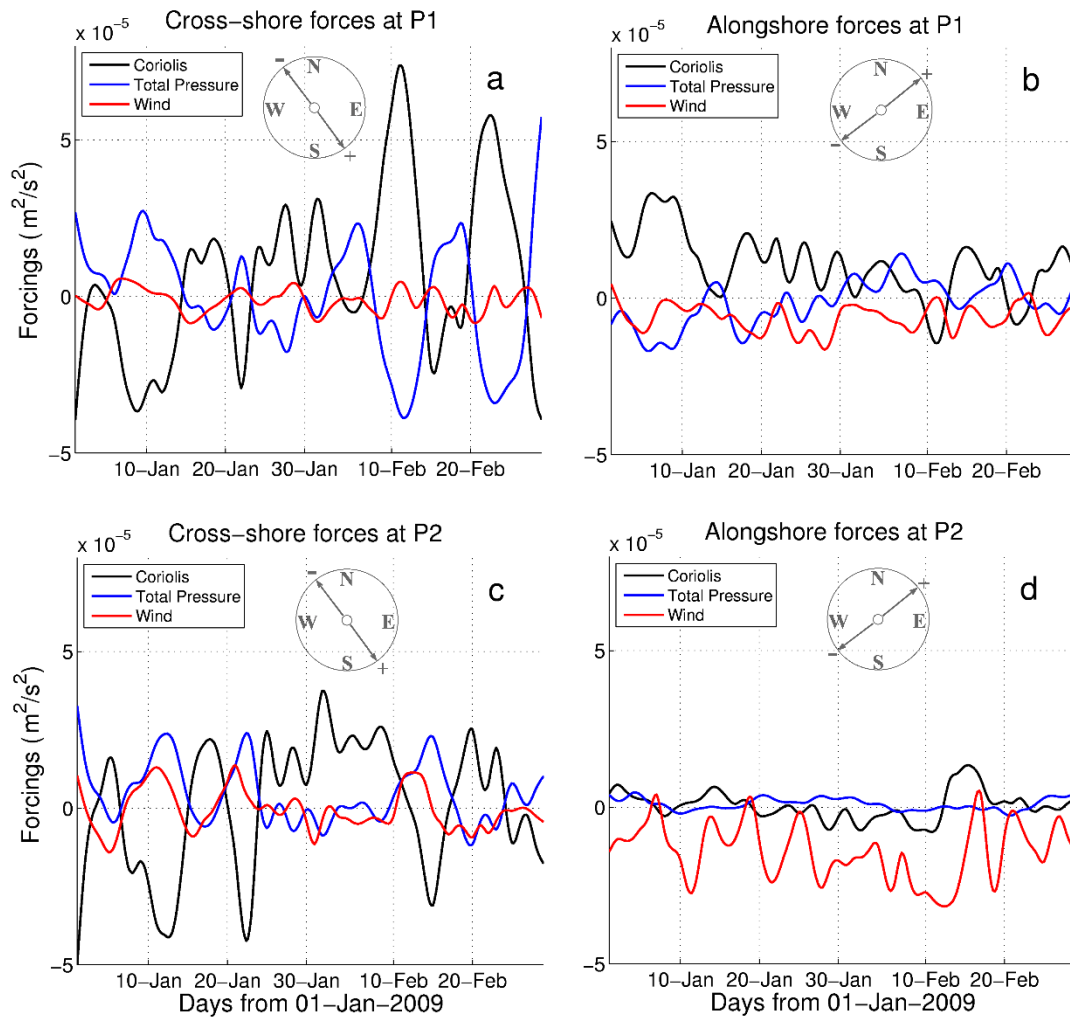 Cross−shore forces at P1
x 10⁻⁵
Coriolis
Total Pressure
Wind
N
W
E
S
-
+
a
5
0
−5
Forcings ( m²/s² )
10−Jan 20−Jan 30−Jan 10−Feb 20−Feb
Alongshore forces at P1
x 10⁻⁵
Coriolis
Total Pressure
Wind
N
W
E
S
+
-
b
5
0
−5
10−Jan 20−Jan 30−Jan 10−Feb 20−Feb
Cross−shore forces at P2
x 10⁻⁵
Coriolis
Total Pressure
Wind
N
W
E
S
-
+
c
5
0
−5
Forcings ( m²/s² )
10−Jan 20−Jan 30−Jan 10−Feb 20−Feb
Days from 01−Jan−2009
Alongshore forces at P2
x 10⁻⁵
Coriolis
Total Pressure
Wind
N
W
E
S
+
-
d
5
0
−5
10−Jan 20−Jan 30−Jan 10−Feb 20−Feb
Days from 01−Jan−2009